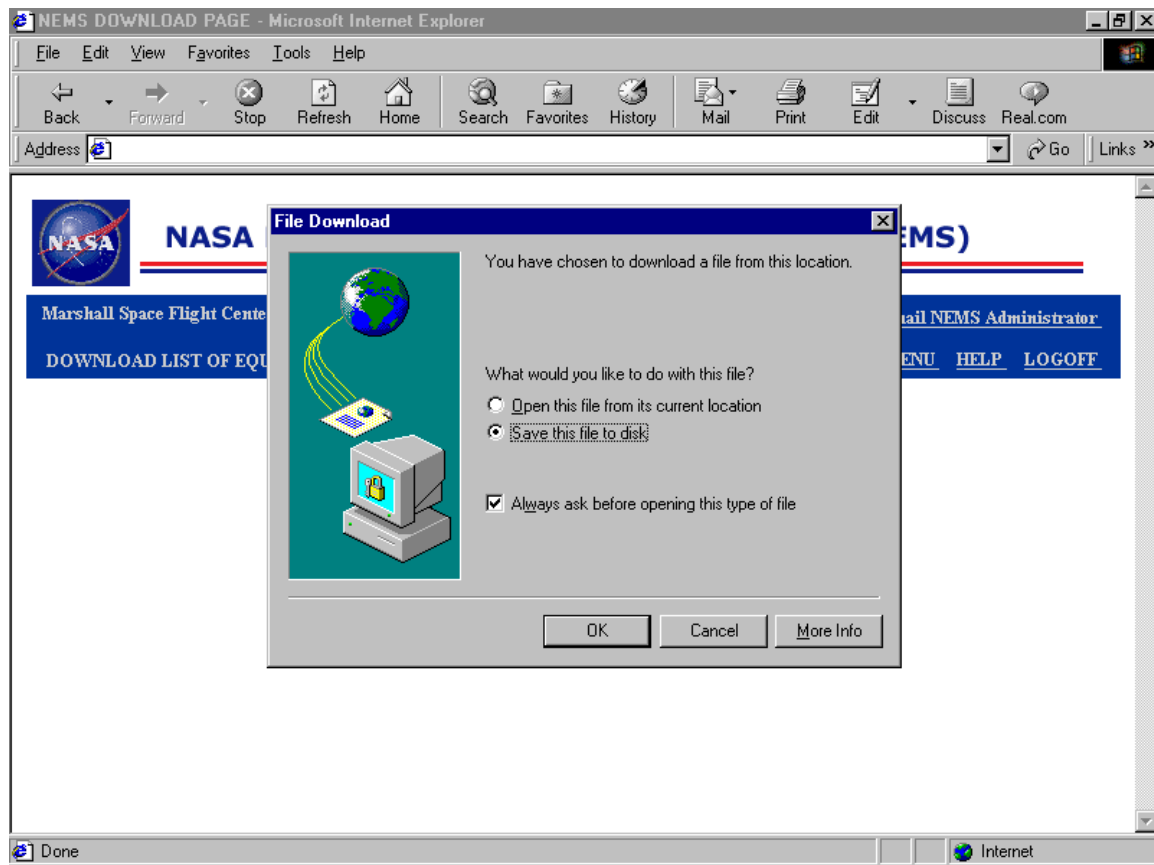 NEMS DOWNLOAD PAGE - Microsoft Internet Explorer
File Edit View Favorites Tools Help
Back Forward Stop Refresh Home Search Favorites History Mail Print Edit Discuss Real.com
Address Go Links »
NASA
NASA EMS)
File Download
You have chosen to download a file from this location.
Marshall Space Flight Cente ail NEMS Administrator
DOWNLOAD LIST OF EQU ENU HELP LOGOFF
What would you like to do with this file?
Open this file from its current location
Save this file to disk
Always ask before opening this type of file
OK Cancel More Info
Done Internet